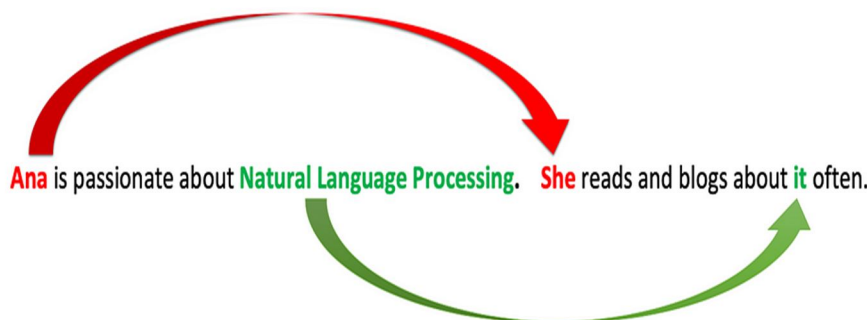 Ana is passionate about Natural Language Processing. She reads and blogs about it often.